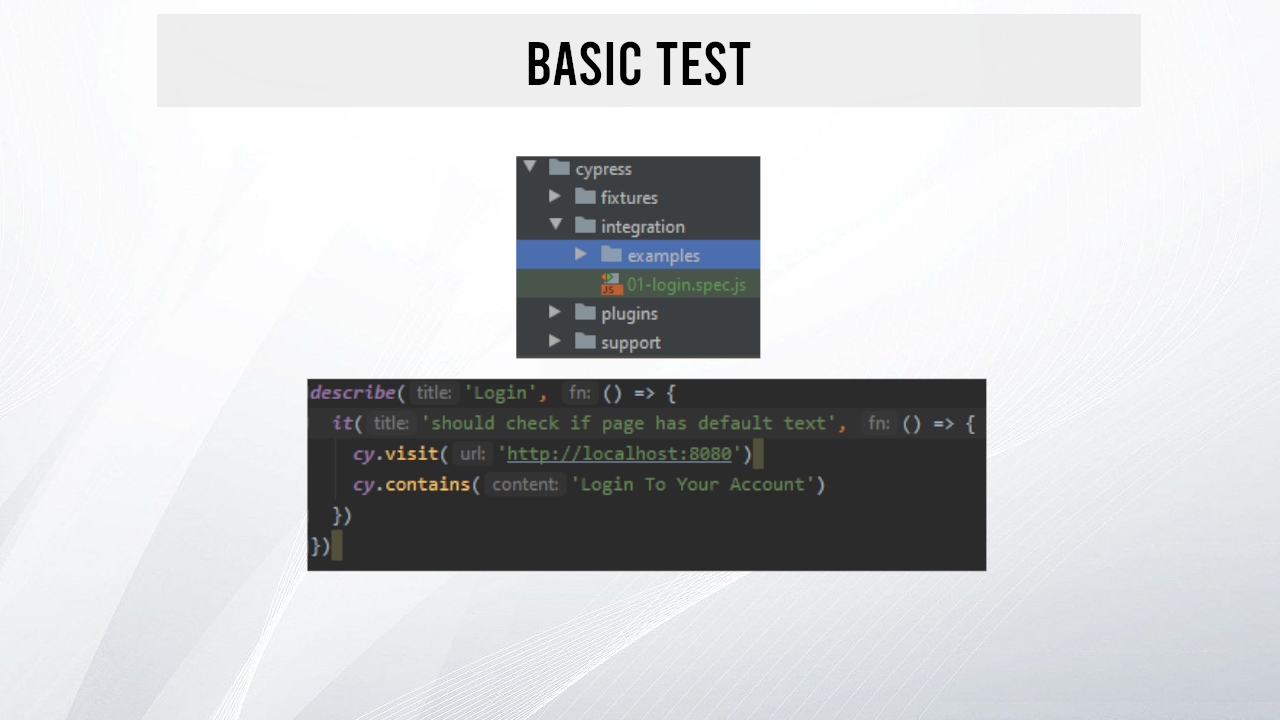 BASIC TEST
cypress
fixtures
integration
examples
JS 01-login.spec.js
plugins
support
describe( title: 'Login', fn: () => {
it( title: 'should check if page has default text', fn: () => {
cy.visit( url: 'http://localhost:8080')
cy.contains( content: 'Login To Your Account')
})
})